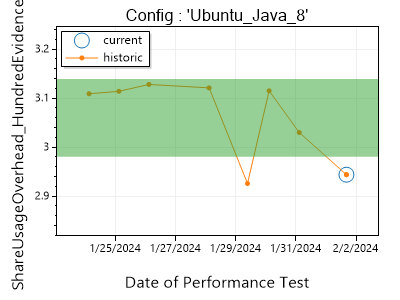 Config : 'Ubuntu_Java_8'
ShareUsageOverhead_HundredEvidence
current
historic
3.2
3.1
3
2.9
1/25/2024
1/27/2024
1/29/2024
1/31/2024
2/2/2024
Date of Performance Test